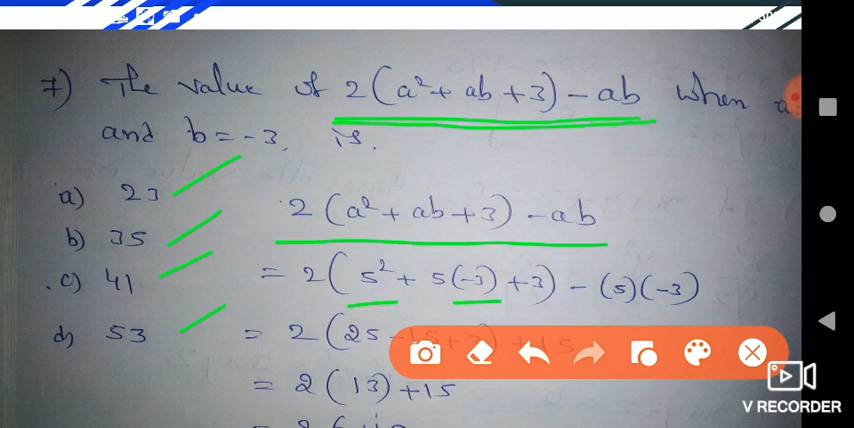 7) The value of 2(a²+ ab +3) - ab when a
and b = -3, is.
a) 23
2 (a²+ ab +3) - ab
b) 35
c) 41
= 2( 5² + 5(-3) +3) - (5)(-3)
d) 53
= 2 (25
= 2 (13) +15
V RECORDER